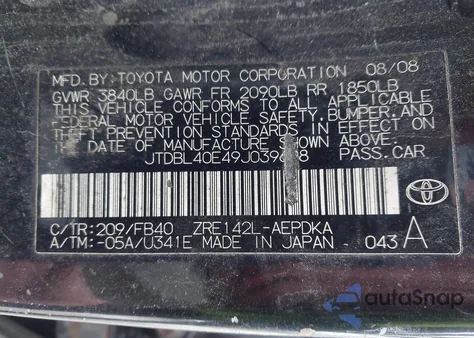 MFD. BY: TOYOTA MOTOR CORPORATION 08/08
GVWR 3840LB GAWR FR 2090LB RR 1850LB
THIS VEHICLE CONFORMS TO ALL APPLICABLE
FEDERAL MOTOR VEHICLE SAFETY, BUMPER, AND
THEFT PREVENTION STANDARDS IN EFFECT ON
THE DATE OF MANUFACTURE SHOWN ABOVE.
PASS. CAR
C/TR: 209/FB40 ZRE142L-AEPDKA
A/TM: -05A/U341E MADE IN JAPAN - 043 A
autoSnap